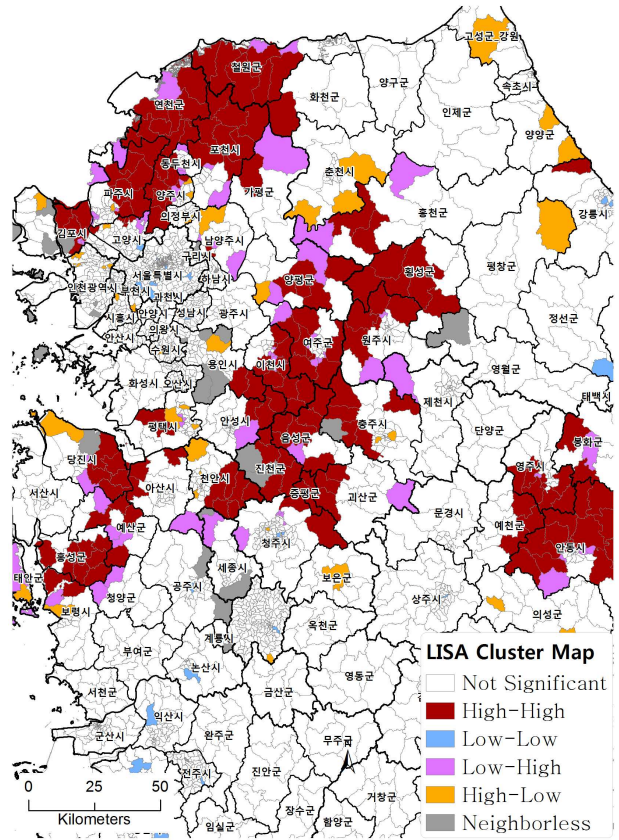 고성군_강원
철원군
화천군
양구군
속초시
연천군
인제군
양양군
포천시
동두천시
춘천시
파주시
양주시
가평군
홍천군
강릉시
의정부시
김포시
고양시
남양주시
구리시
서울특별시
하남시
양평군
횡성군
평창군
인천광역시
부천시
과천시
정선군
시흥시
안양시
성남시
광주시
의왕시
안산시
여주군
원주시
수원시
이천시
용인시
영월군
화성시
오산시
태백시
제천시
평택시
안성시
충주시
단양군
음성군
봉화군
당진시
영주시
서산시
아산시
천안시
진천군
증평군
괴산군
예산군
문경시
예천군
청주시
안동시
홍성군
세종시
태안군
공주시
보은군
청양군
상주시
보령시
의성군
옥천군
계룡시
부여군
논산시
영동군
서천군
금산군
익산시
군산시
완주군
무주군
전주시
진안군
거창군
장수군
임실군
함양군
N
LISA Cluster Map
Not Significant
High-High
Low-Low
Low-High
High-Low
Neighborless
0 25 50
Kilometers